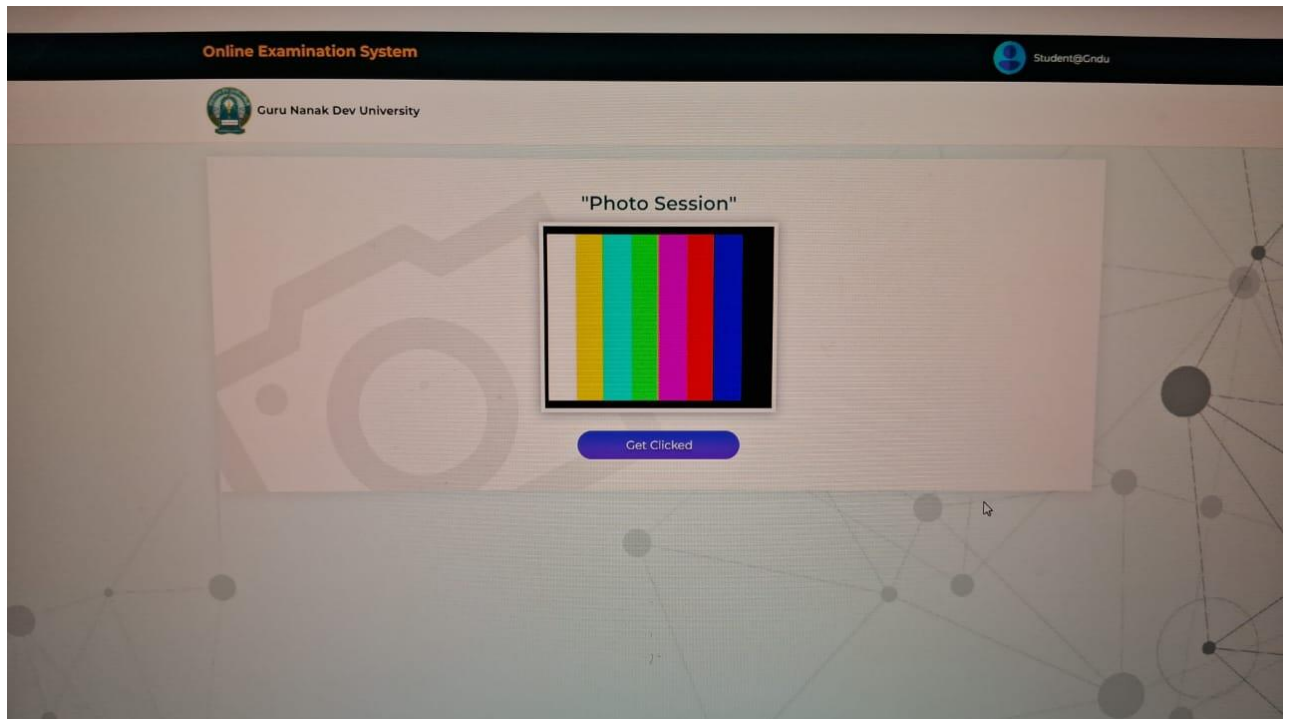 Online Examination System
Student@Gndu
Guru Nanak Dev University
"Photo Session"
Get Clicked